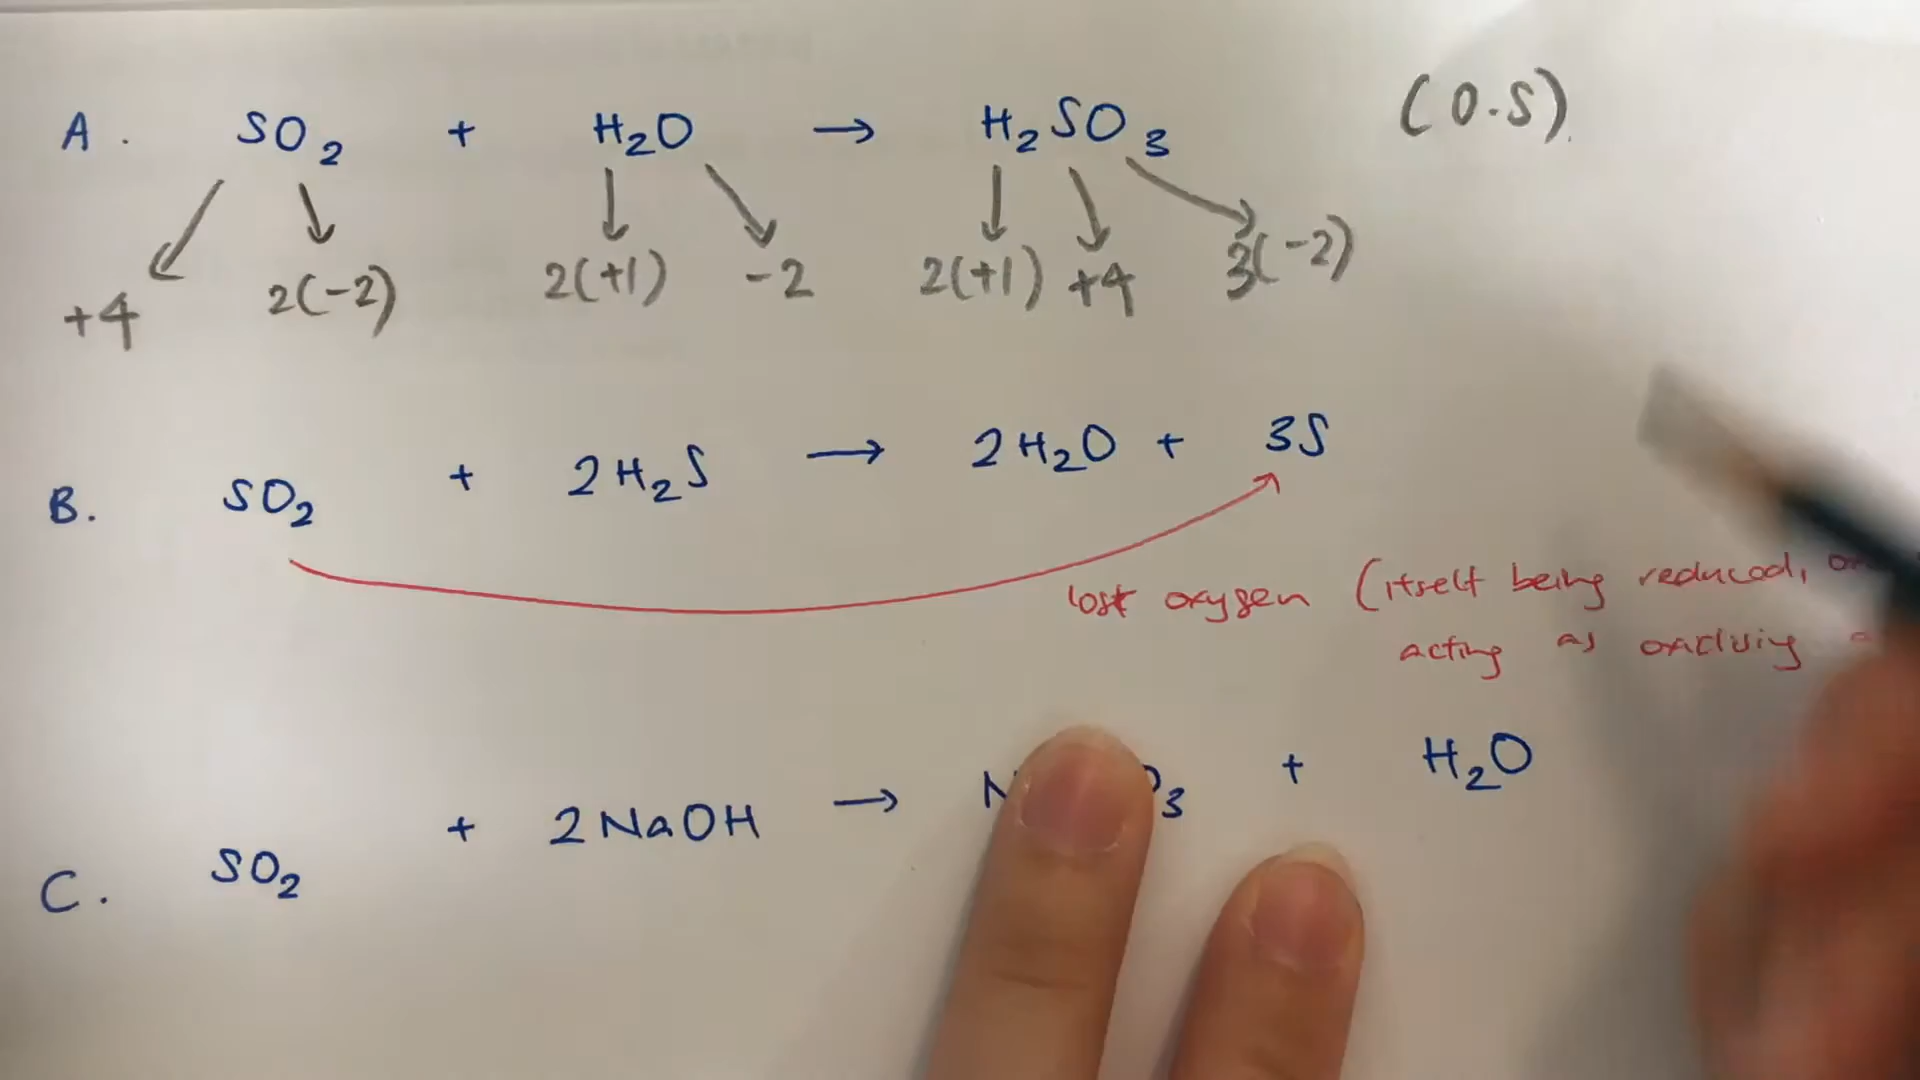 A. SO2 + H2O → H2SO3 (O.S)
+4 2(-2) 2(+1) -2 2(+1) +4 3(-2)
B. SO2 + 2H2S → 2H2O + 3S
lost oxygen (itself being reduced,
acting as
C. SO2 + 2NaOH → + H2O